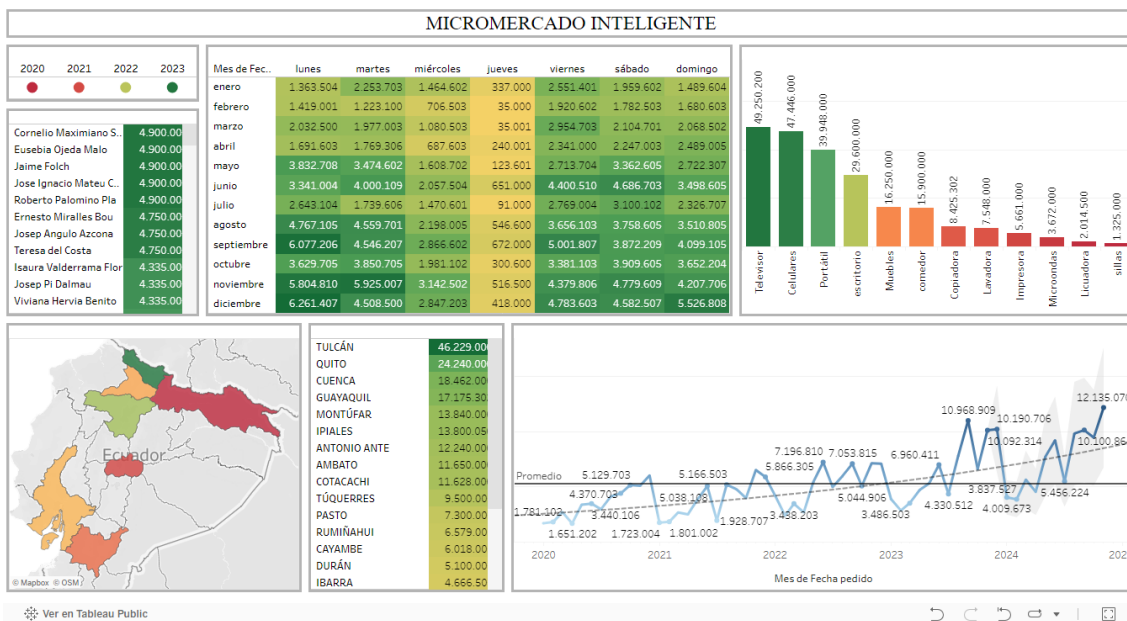 MICROMERCADO INTELIGENTE
2020 2021 2022 2023
Cornelio Maximiano S.. 4.900.00
Eusebia Ojeda Malo 4.900.00
Jaime Folch 4.900.00
Jose Ignacio Mateu C.. 4.900.00
Roberto Palomino Pla 4.900.00
Ernesto Miralles Bou 4.750.00
Josep Angulo Azcona 4.750.00
Teresa del Costa 4.750.00
Isaura Valderrama Flor 4.335.00
Josep Pi Dalmau 4.335.00
Viviana Hervia Benito 4.335.00
Mes de Fec.. lunes martes miércoles jueves viernes sábado domingo
enero 1.363.504 2.253.703 1.464.602 337.000 2.551.401 1.959.602 1.489.604
febrero 1.419.001 1.223.100 706.503 35.000 1.920.602 1.782.503 1.680.603
marzo 2.032.500 1.977.003 1.080.503 35.001 2.954.703 2.104.701 2.068.502
abril 1.691.603 1.769.306 687.603 240.001 2.341.000 2.247.003 2.489.005
mayo 3.832.708 3.474.602 1.608.702 123.601 2.713.704 3.362.605 2.722.307
junio 3.341.004 4.000.109 2.057.504 651.000 4.400.510 4.686.703 3.498.605
julio 2.643.104 1.739.606 1.470.601 91.000 2.769.004 3.100.102 2.326.707
agosto 4.767.105 4.559.701 2.198.005 546.600 3.656.103 3.758.605 3.510.805
septiembre 6.077.206 4.546.207 2.866.602 672.000 5.001.807 3.872.209 4.099.105
octubre 3.629.705 3.850.705 1.981.102 300.600 3.381.103 3.909.605 3.652.204
noviembre 5.804.810 5.925.007 3.142.502 516.500 4.379.806 4.779.609 4.207.706
diciembre 6.261.407 4.508.500 2.847.203 418.000 4.783.603 4.582.507 5.526.808
49.250.200
47.446.000
39.948.000
29.600.000
16.250.000
15.900.000
8.425.302
7.548.000
5.661.000
3.672.000
2.014.500
1.325.000
Televisor
Celulares
Portátil
escritorio
Muebles
comedor
Copiadora
Lavadora
Impresora
Microondas
Licuadora
sillas
Ecuador
© Mapbox © OSM
TULCÁN 46.229.00
QUITO 24.240.00
CUENCA 18.462.00
GUAYAQUIL 17.175.30
MONTÚFAR 13.840.00
IPIALES 13.800.05
ANTONIO ANTE 12.240.00
AMBATO 11.650.00
COTACACHI 11.628.00
TÚQUERRES 9.500.00
PASTO 7.300.00
RUMIÑAHUI 6.579.00
CAYAMBE 6.018.00
DURÁN 5.100.00
IBARRA 4.666.50
12.135.070
10.968.909 10.190.706
10.092.314 10.100.864
7.196.810 7.053.815 6.960.411
5.866.305
Promedio 5.129.703 5.166.503
4.370.703 5.038.108 5.044.906 3.837.527 5.456.224
1.781.102 3.440.106 1.928.707 3.438.203 3.486.503 4.330.512 4.009.673
1.651.202 1.723.004 1.801.002
2020 2021 2022 2023 2024 202
Mes de Fecha pedido
Ver en Tableau Public